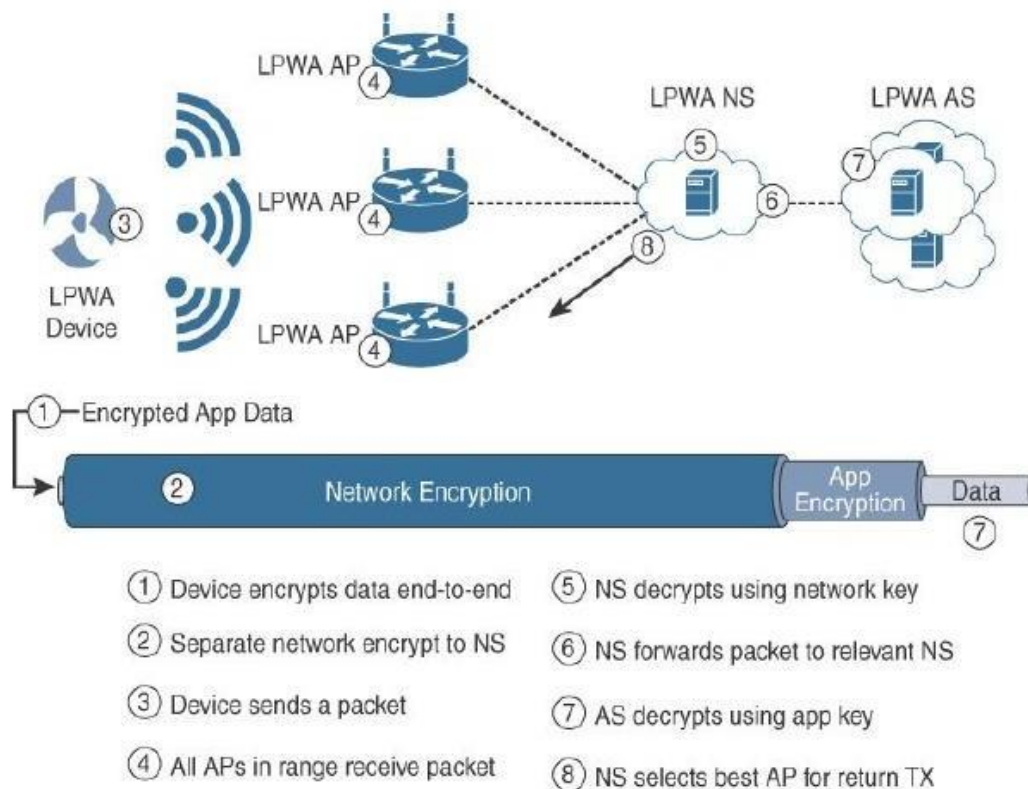 LPWA AP
④
LPWA NS
LPWA AS
⑤
⑦
LPWA AP
④
③
⑥
⑧
LPWA
Device
LPWA AP
④
① Encrypted App Data
② Network Encryption
App
Encryption
Data
⑦
① Device encrypts data end-to-end
② Separate network encrypt to NS
③ Device sends a packet
④ All APs in range receive packet
⑤ NS decrypts using network key
⑥ NS forwards packet to relevant NS
⑦ AS decrypts using app key
⑧ NS selects best AP for return TX